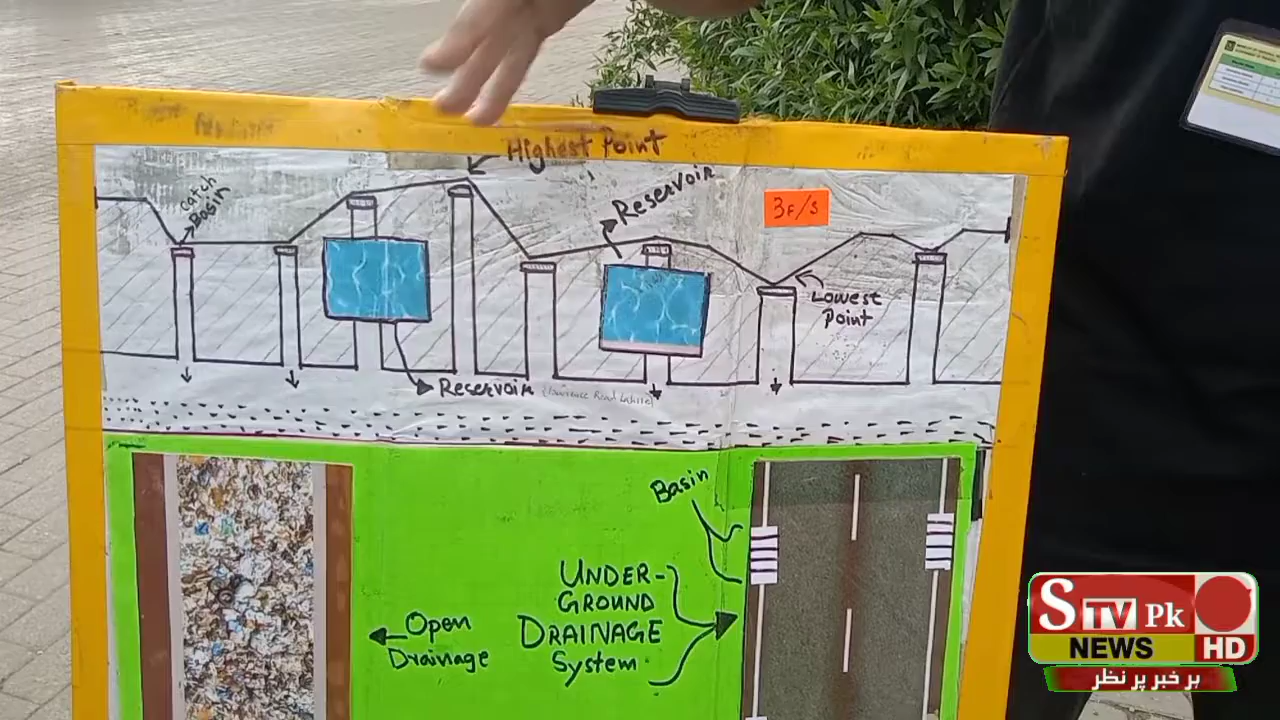 Highest Point
Catch
Basin
Reservoir
3F/S
Lowest
Point
Reservoir
Basin
UNDER-
GROUND
DRAINAGE
System
Open
Drainage
STV Pk
NEWS HD
ہر خبر پر نظر